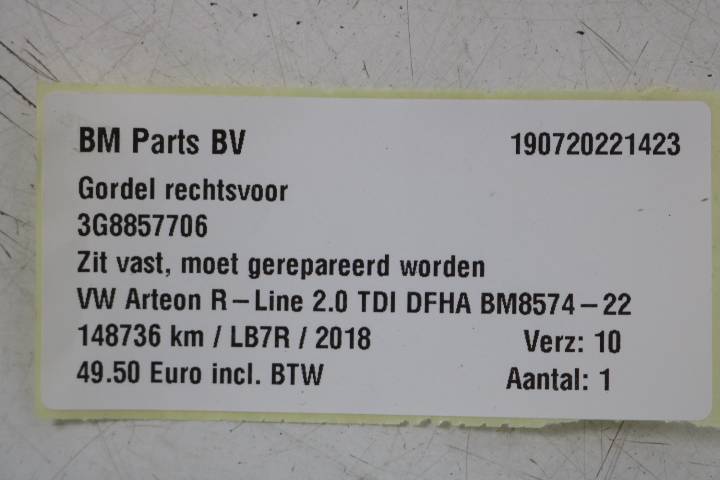 BM Parts BV 190720221423
Gordel rechtsvoor
3G8857706
Zit vast, moet gerepareerd worden
VW Arteon R-Line 2.0 TDI DFHA BM8574-22
148736 km / LB7R / 2018 Verz: 10
49.50 Euro incl. BTW Aantal: 1